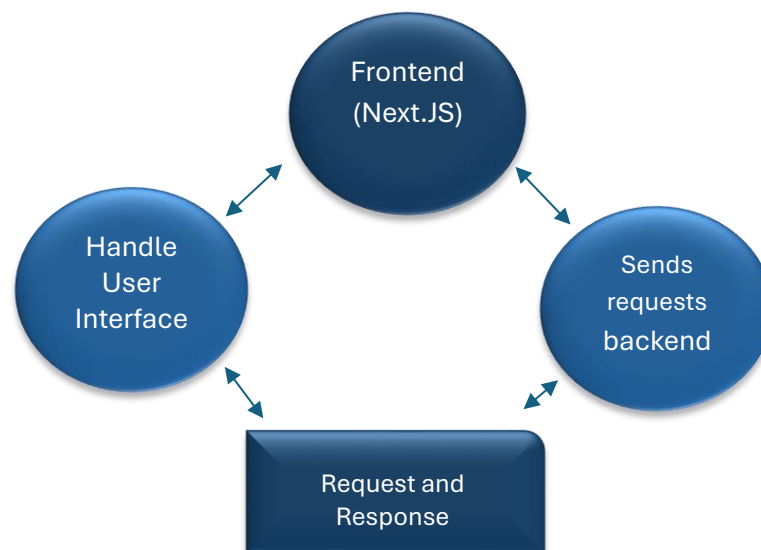 Frontend
(Next.JS)
Handle
User
Interface
Sends
requests
backend
Request and
Response